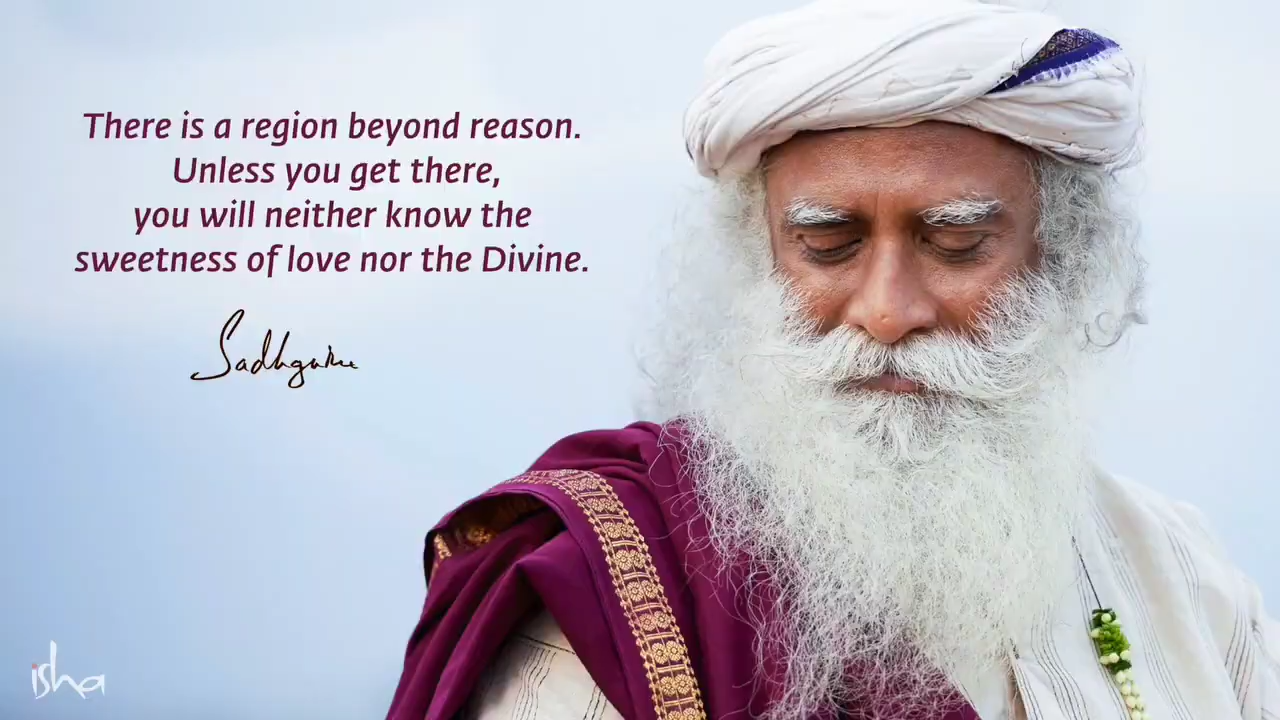 There is a region beyond reason.
Unless you get there,
you will neither know the
sweetness of love nor the Divine.
Sadhguru
isha